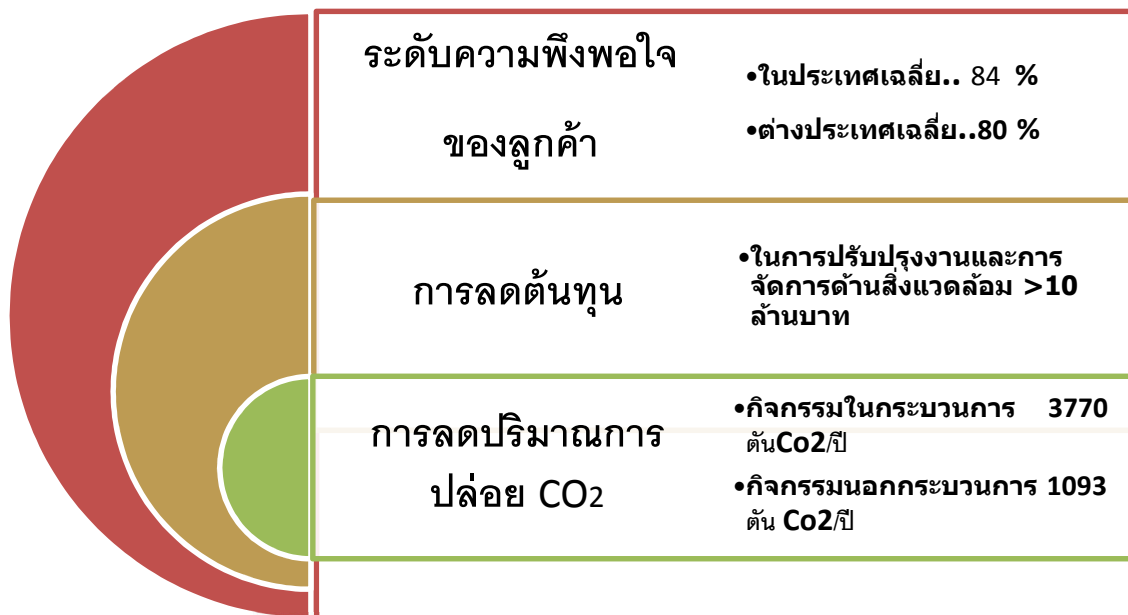 ระดับความพึงพอใจ
ของลูกค้า
•ในประเทศเฉลี่ย.. 84 %
•ต่างประเทศเฉลี่ย..80 %
การลดต้นทุน
•ในการปรับปรุงงานและการ
จัดการด้านสิ่งแวดล้อม >10
ล้านบาท
การลดปริมาณการ
ปล่อย CO2
•กิจกรรมในกระบวนการ 3770
ตันCo2/ปี
•กิจกรรมนอกกระบวนการ 1093
ตัน Co2/ปี